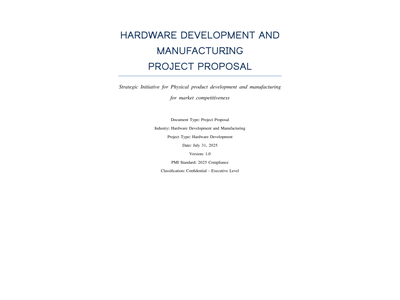 HARDWARE DEVELOPMENT AND
MANUFACTURING
PROJECT PROPOSAL
Strategic Initiative for Physical product development and manufacturing
for market competitiveness
Document Type: Project Proposal
Industry: Hardware Development and Manufacturing
Project Type: Hardware Development
Date: July 31, 2025
Version: 1.0
PMI Standard: 2025 Compliance
Classification: Confidential - Executive Level